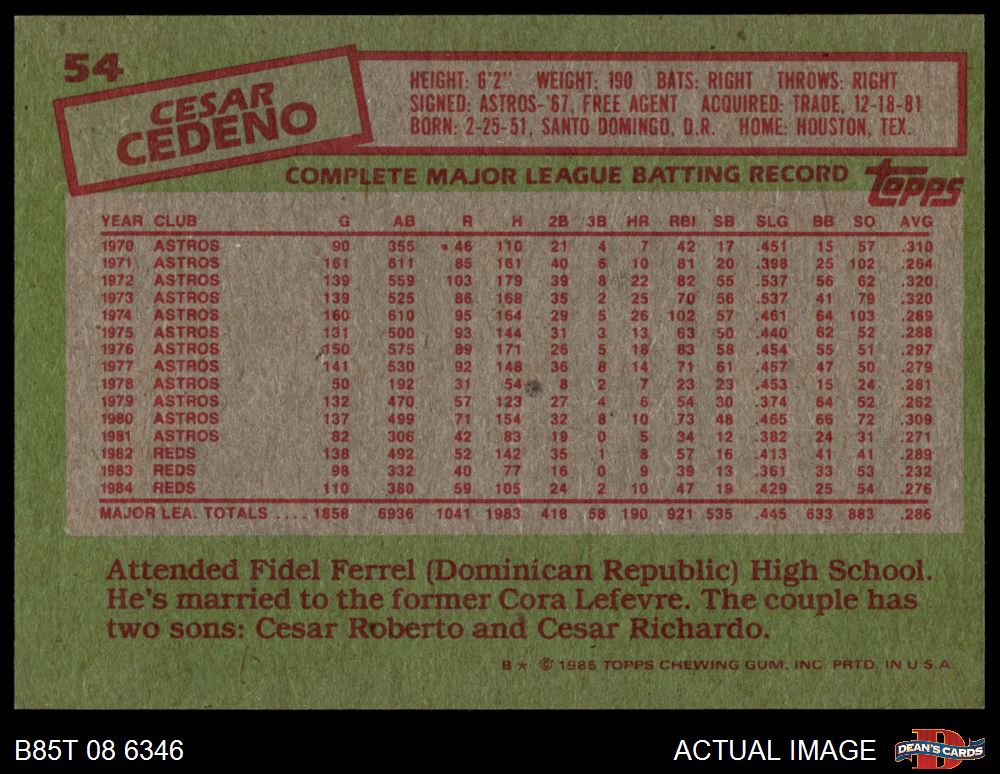 54
CESAR
CEDENO
HEIGHT: 6'2" WEIGHT: 190 BATS: RIGHT THROWS: RIGHT
SIGNED: ASTROS-'67, FREE AGENT ACQUIRED: TRADE, 12-18-81
BORN: 2-25-51, SANTO DOMINGO, D.R. HOME: HOUSTON, TEX.
COMPLETE MAJOR LEAGUE BATTING RECORD topps
YEAR CLUB G AB R H 2B 3B HR RBI SB SLG BB SO AVG
1970 ASTROS 90 355 46 110 21 4 7 42 17 .451 15 57 .310
1971 ASTROS 161 611 85 161 40 6 10 81 20 .398 25 102 .264
1972 ASTROS 139 559 103 179 39 8 22 82 55 .537 56 62 .320
1973 ASTROS 139 525 86 168 35 2 25 70 56 .537 41 79 .320
1974 ASTROS 160 610 95 164 29 5 26 102 57 .461 64 103 .269
1975 ASTROS 131 500 93 144 31 3 13 63 50 .440 62 52 .288
1976 ASTROS 150 575 89 171 26 5 18 83 58 .454 55 51 .297
1977 ASTROS 141 530 92 148 36 8 14 71 61 .457 47 50 .279
1978 ASTROS 50 192 31 54 8 2 7 23 23 .453 15 24 .281
1979 ASTROS 132 470 57 123 27 4 6 54 30 .374 64 52 .262
1980 ASTROS 137 499 71 154 32 8 10 73 48 .465 66 72 .309
1981 ASTROS 82 306 42 83 19 0 5 34 12 .382 24 31 .271
1982 REDS 138 492 52 142 35 1 8 57 16 .413 41 41 .289
1983 REDS 98 332 40 77 16 0 9 39 13 .361 33 53 .232
1984 REDS 110 380 59 105 24 2 10 47 19 .429 25 54 .276
MAJOR LEA. TOTALS .... 1858 6936 1041 1983 418 58 190 921 535 .445 633 883 .286
Attended Fidel Ferrel (Dominican Republic) High School.
He's married to the former Cora Lefevre. The couple has
two sons: Cesar Roberto and Cesar Richardo.
B★ © 1985 TOPPS CHEWING GUM, INC. PRTD. IN U.S.A.
B85T 08 6346 ACTUAL IMAGE D DEAN'S CARDS